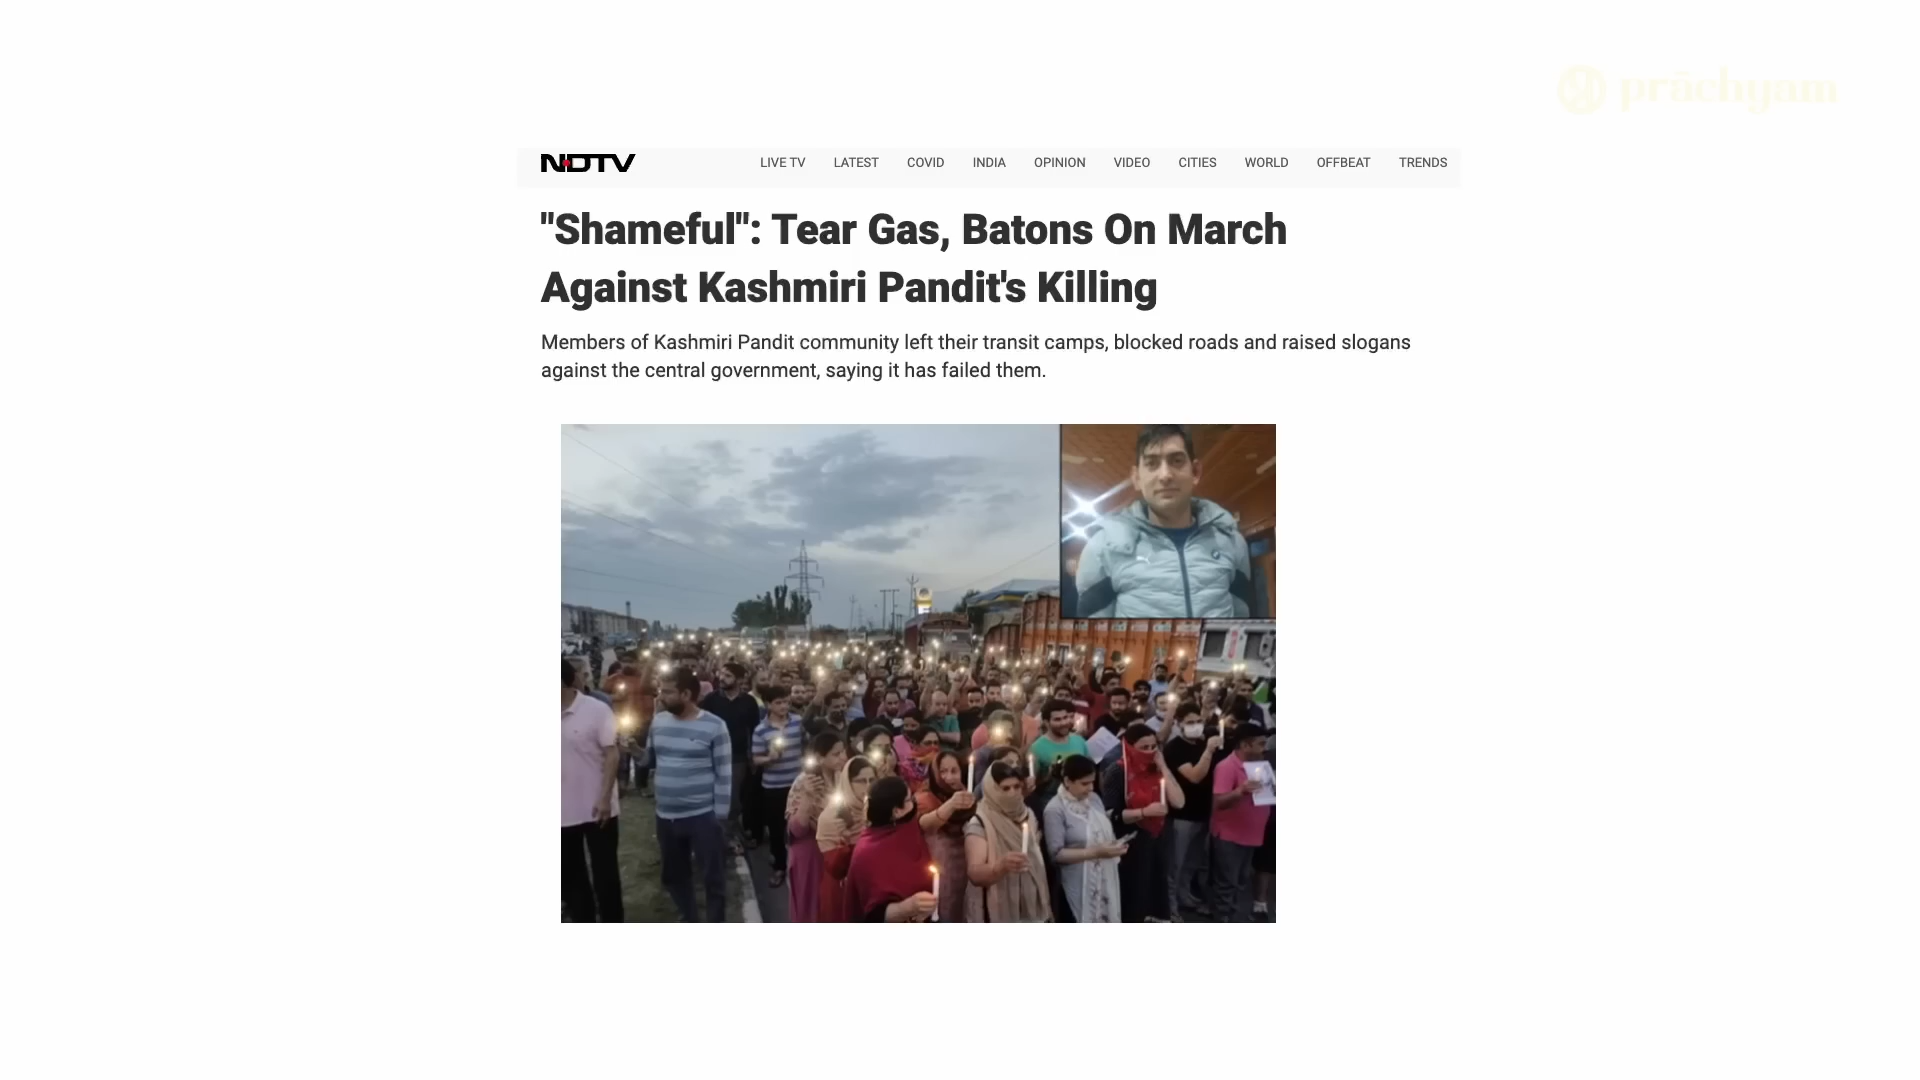 prāchyam
NDTV LIVE TV LATEST COVID INDIA OPINION VIDEO CITIES WORLD OFFBEAT TRENDS
"Shameful": Tear Gas, Batons On March
Against Kashmiri Pandit's Killing
Members of Kashmiri Pandit community left their transit camps, blocked roads and raised slogans
against the central government, saying it has failed them.